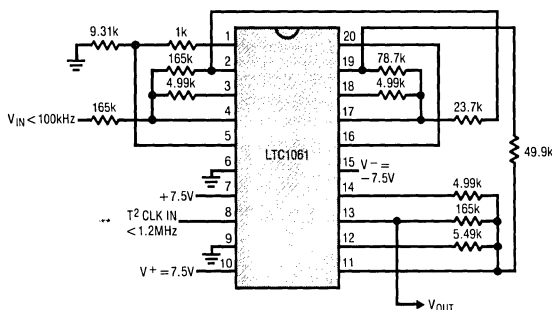 9.31k
1k
1
20
165k
2
19
78.7k
4.99k
3
18
4.99k
V_IN < 100kHz
165k
4
17
23.7k
5
16
49.9k
LTC1061
6
15
V⁻ = −7.5V
+7.5V
7
14
4.99k
T² CLK IN
<1.2MHz
8
13
165k
9
12
5.49k
V⁺ = 7.5V
10
11
V_OUT